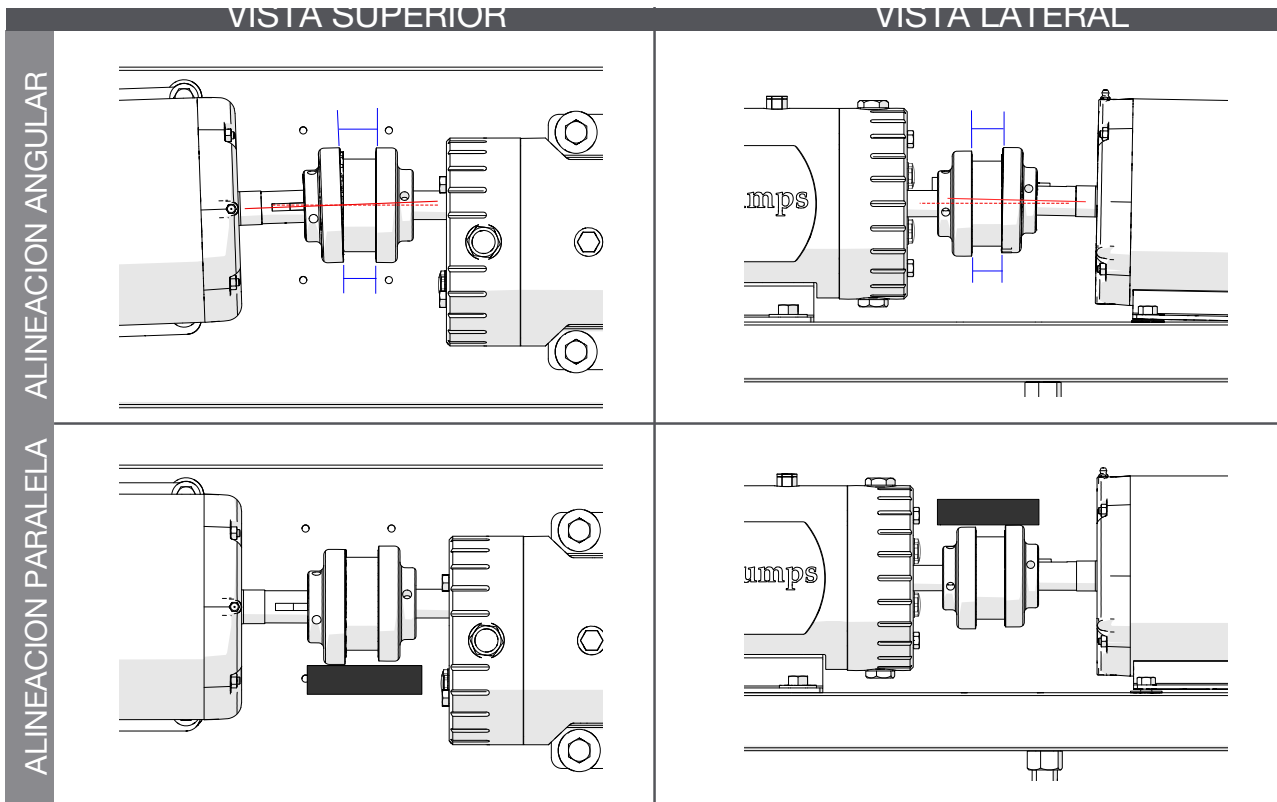 VISTA SUPERIOR
VISTA LATERAL
ALINEACION ANGULAR
umps
ALINEACION PARALELA
umps